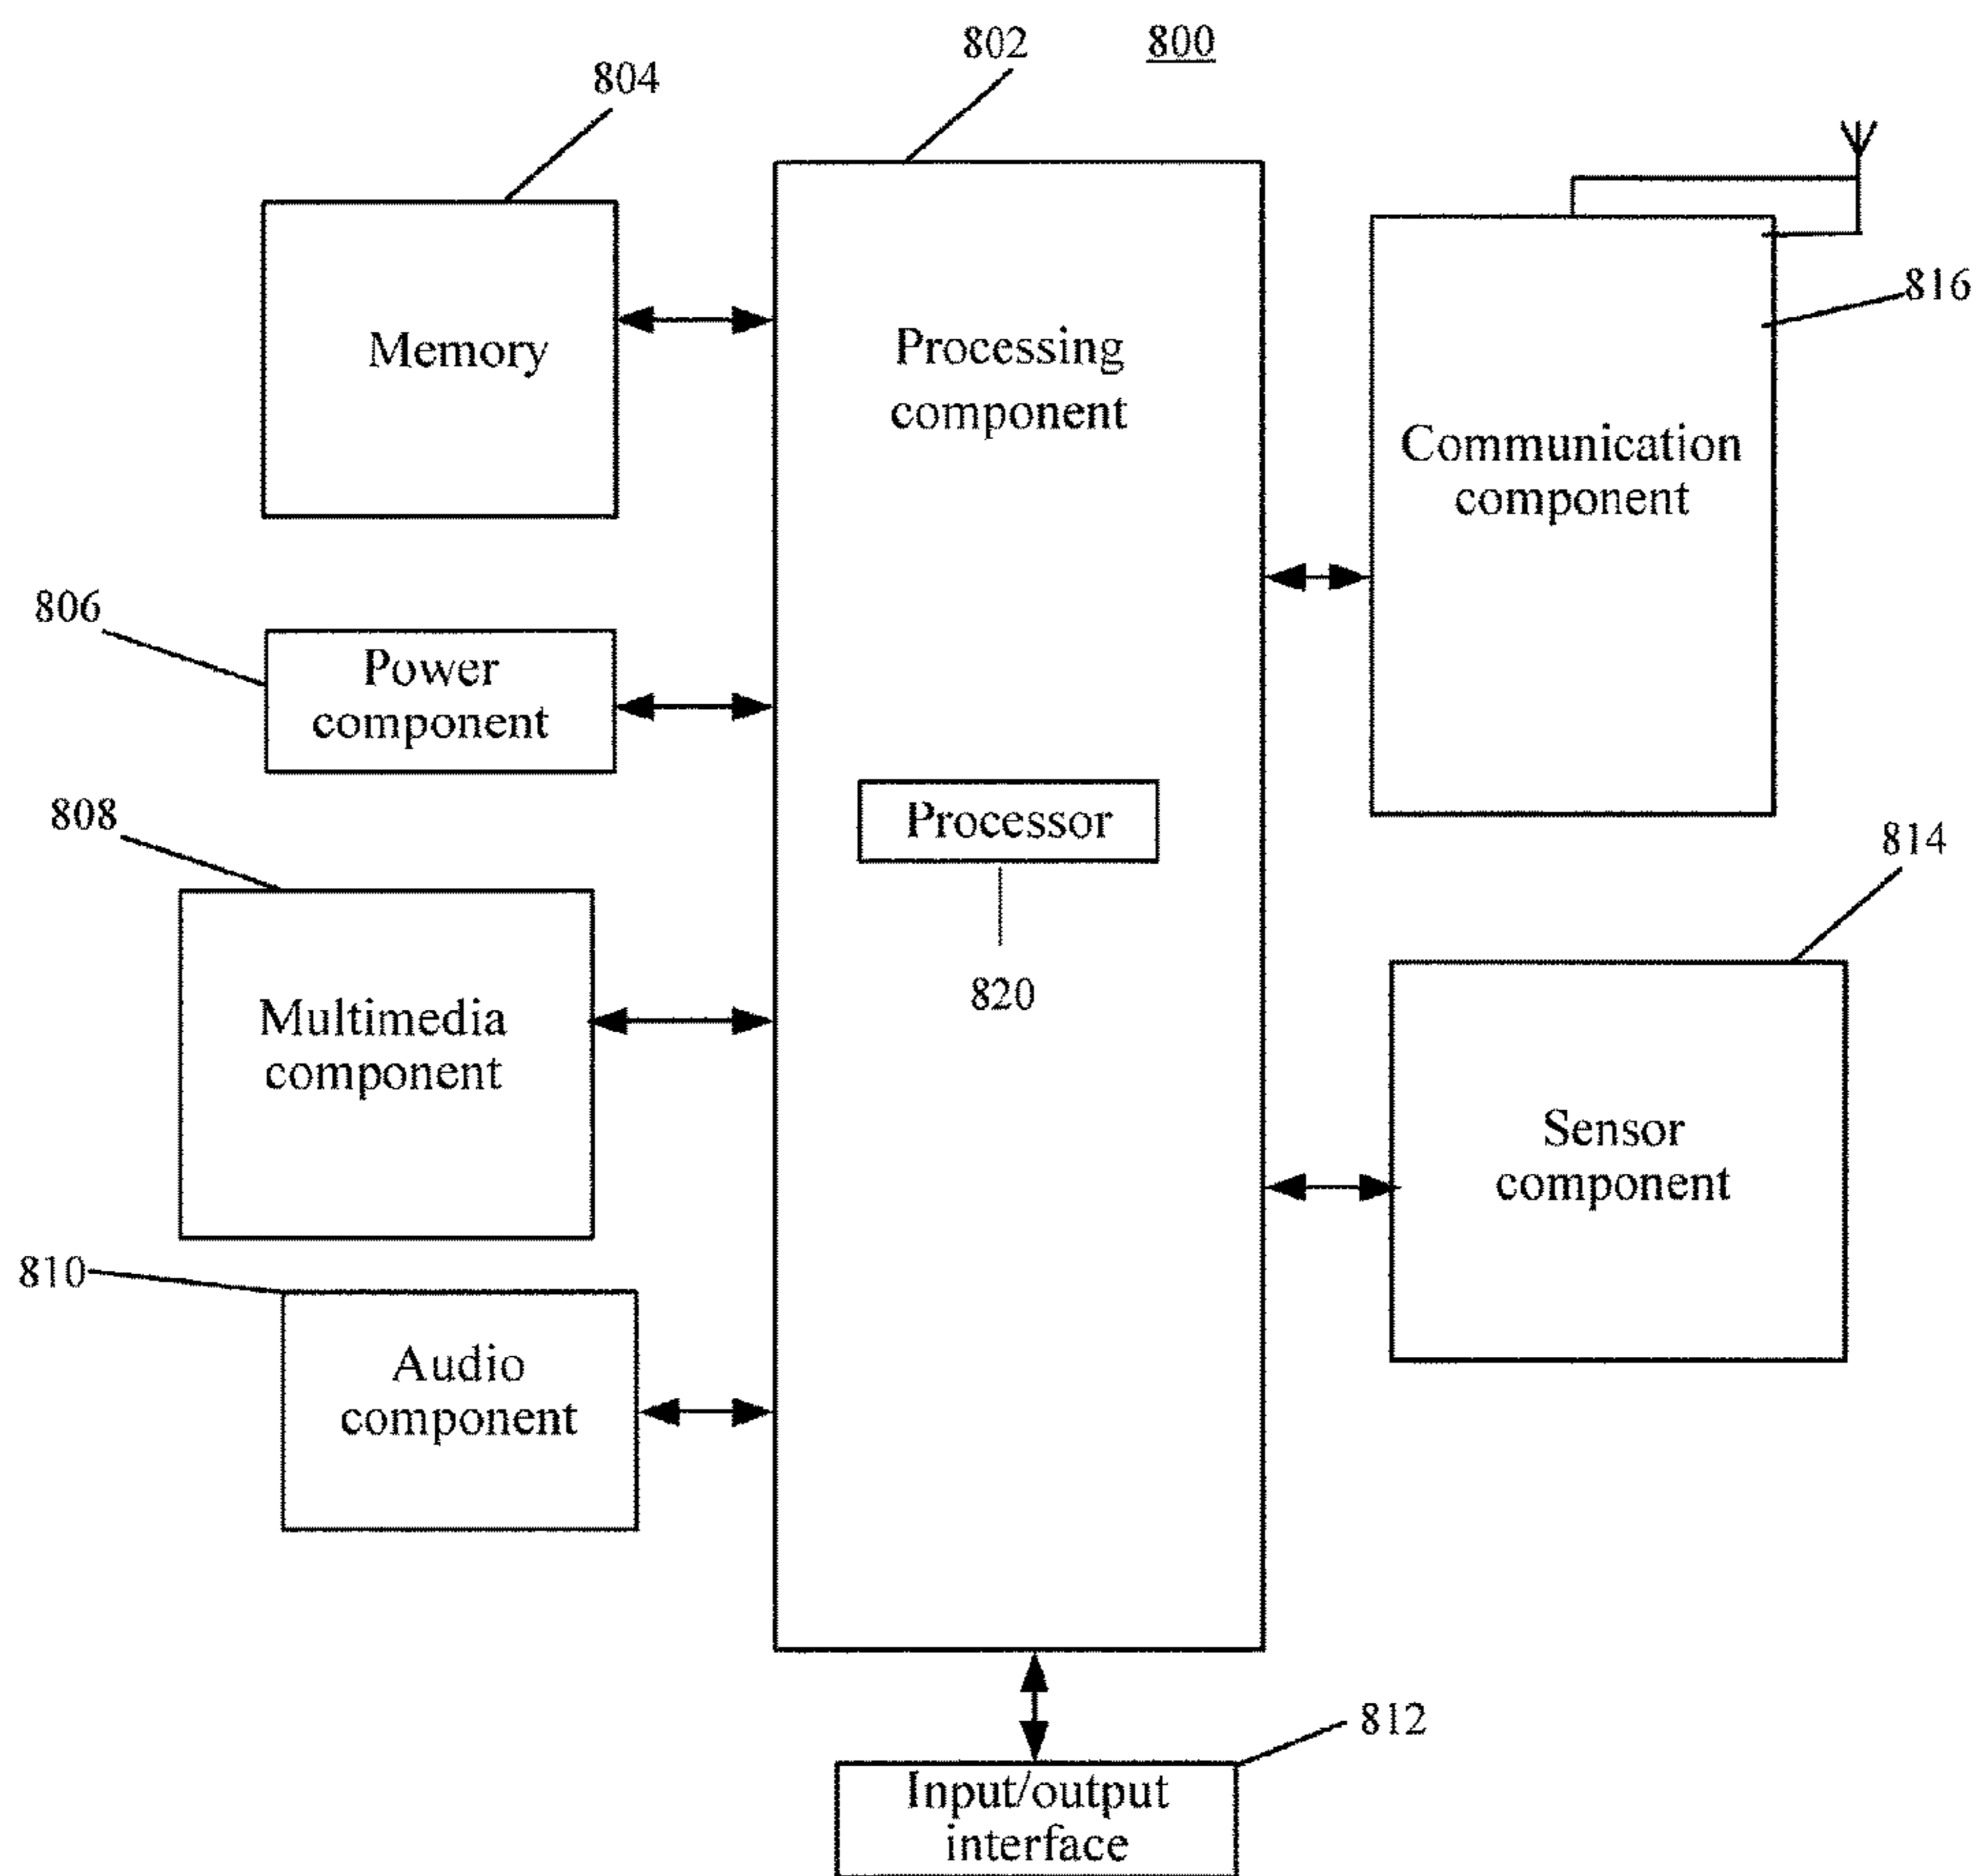 802
800
804
Memory
Processing
component
816
Communication
component
806
Power
component
Processor
820
808
814
Multimedia
component
Sensor
component
810
Audio
component
812
Input/output
interface